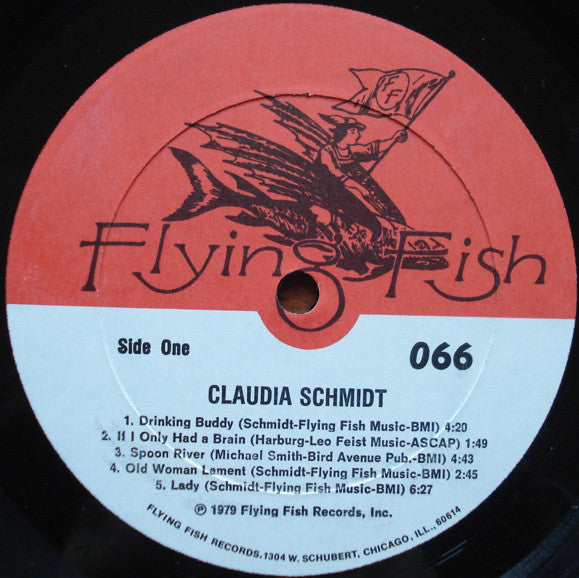 FF
Flying Fish
Side One
066
CLAUDIA SCHMIDT
1. Drinking Buddy (Schmidt-Flying Fish Music-BMI) 4:20
2. If I Only Had a Brain (Harburg-Leo Feist Music-ASCAP) 1:49
3. Spoon River (Michael Smith-Bird Avenue Pub.-BMI) 4:43
4. Old Woman Lament (Schmidt-Flying Fish Music-BMI) 2:45
5. Lady (Schmidt-Flying Fish Music-BMI) 6:27
℗ 1979 Flying Fish Records, Inc.
FLYING FISH RECORDS, 1304 W. SCHUBERT, CHICAGO, ILL., 60614